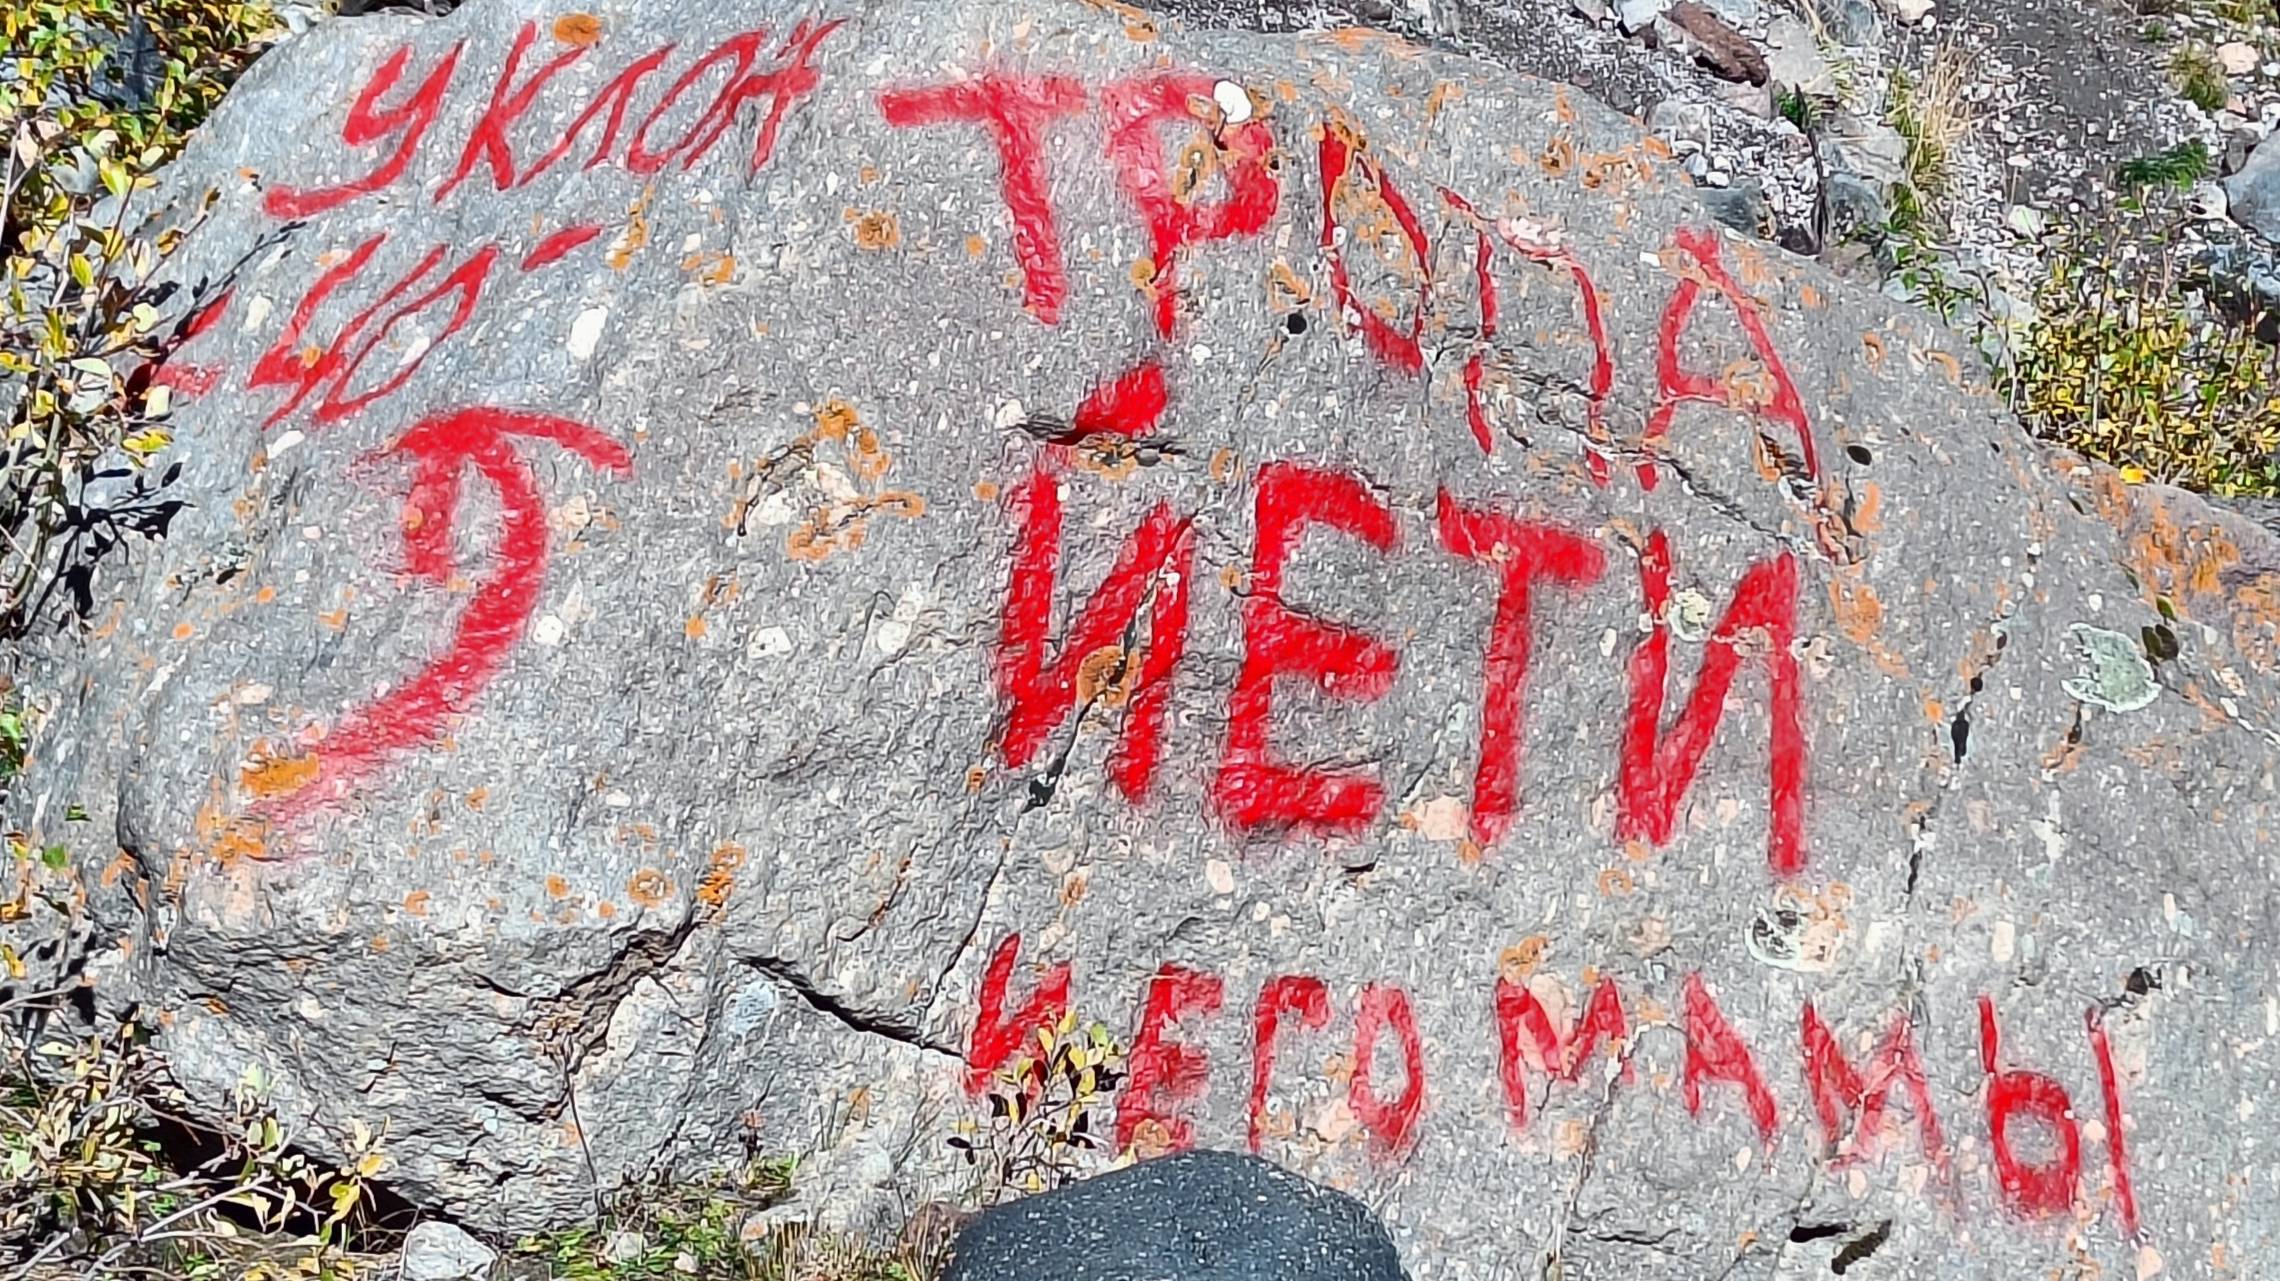 УКЛОН
-40-
ТРОПА
ЙЕТИ
И ЕГО МАМЫ